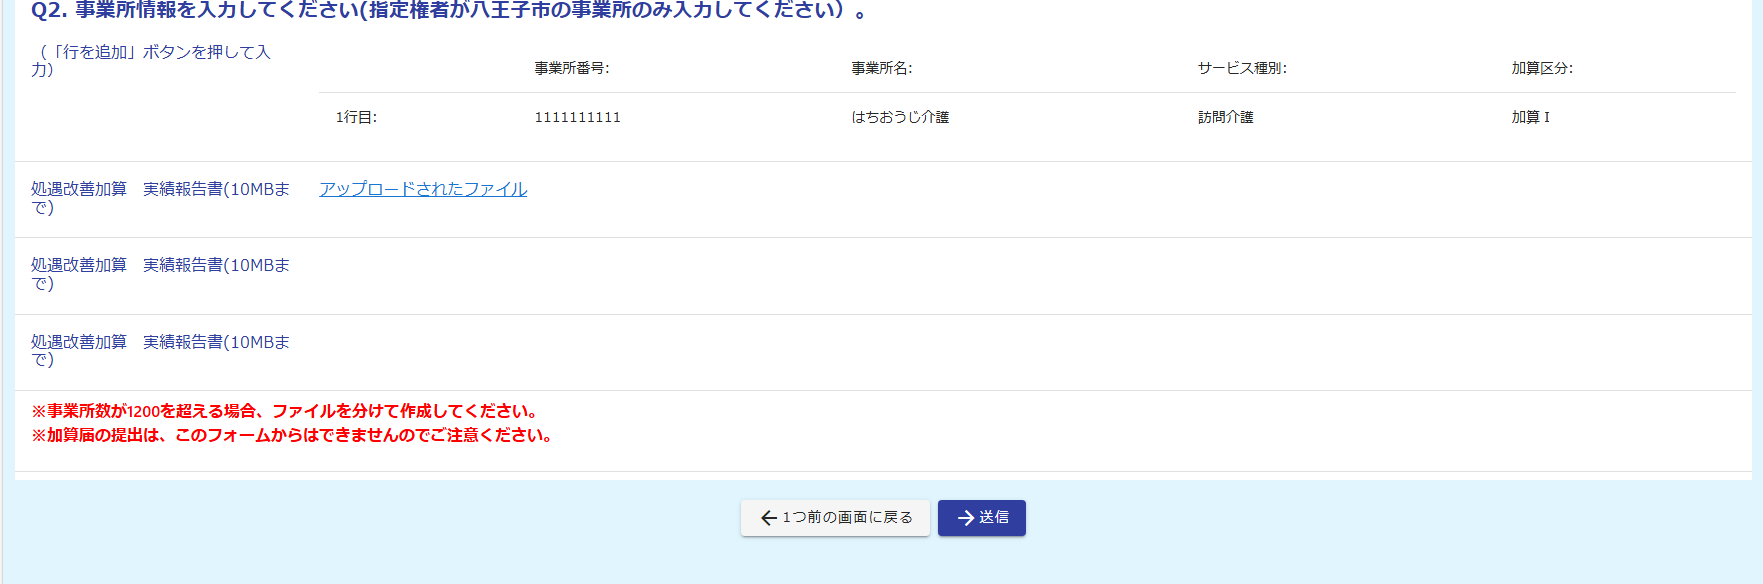 Q2. 事業所情報を入力してください(指定権者が八王子市の事業所のみ入力してください）。
（「行を追加」ボタンを押して入
力）
事業所番号: 事業所名: サービス種別: 加算区分:
1行目: 1111111111 はちおうじ介護 訪問介護 加算Ⅰ
処遇改善加算　実績報告書(10MBま
で)
アップロードされたファイル
処遇改善加算　実績報告書(10MBま
で)
処遇改善加算　実績報告書(10MBま
で)
※事業所数が1200を超える場合、ファイルを分けて作成してください。
※加算届の提出は、このフォームからはできませんのでご注意ください。
1つ前の画面に戻る 送信